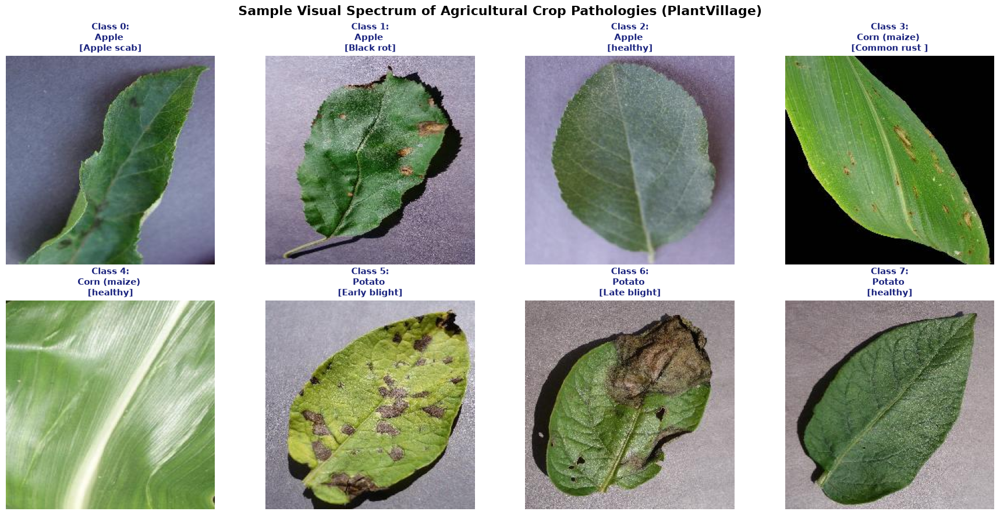 Sample Visual Spectrum of Agricultural Crop Pathologies (PlantVillage)
Class 0:
Apple
[Apple scab]
Class 1:
Apple
[Black rot]
Class 2:
Apple
[healthy]
Class 3:
Corn (maize)
[Common rust ]
Class 4:
Corn (maize)
[healthy]
Class 5:
Potato
[Early blight]
Class 6:
Potato
[Late blight]
Class 7:
Potato
[healthy]